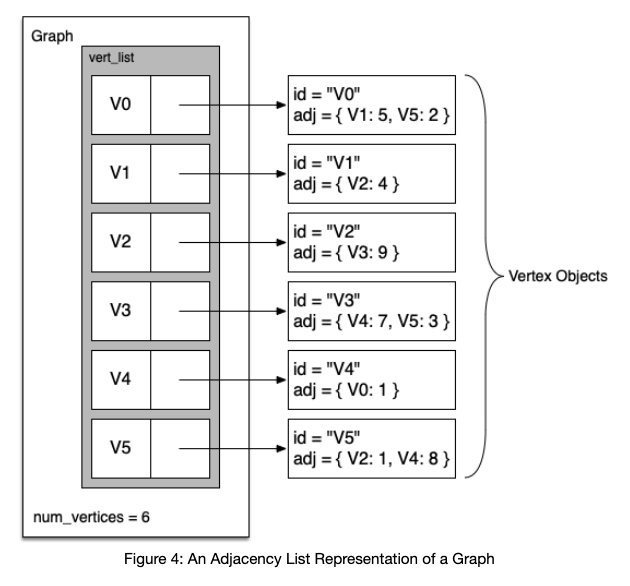 Graph
vert_list
V0
id = "V0"
adj = { V1: 5, V5: 2 }
V1
id = "V1"
adj = { V2: 4 }
V2
id = "V2"
adj = { V3: 9 }
V3
id = "V3"
adj = { V4: 7, V5: 3 }
V4
id = "V4"
adj = { V0: 1 }
V5
id = "V5"
adj = { V2: 1, V4: 8 }
Vertex Objects
num_vertices = 6
Figure 4: An Adjacency List Representation of a Graph